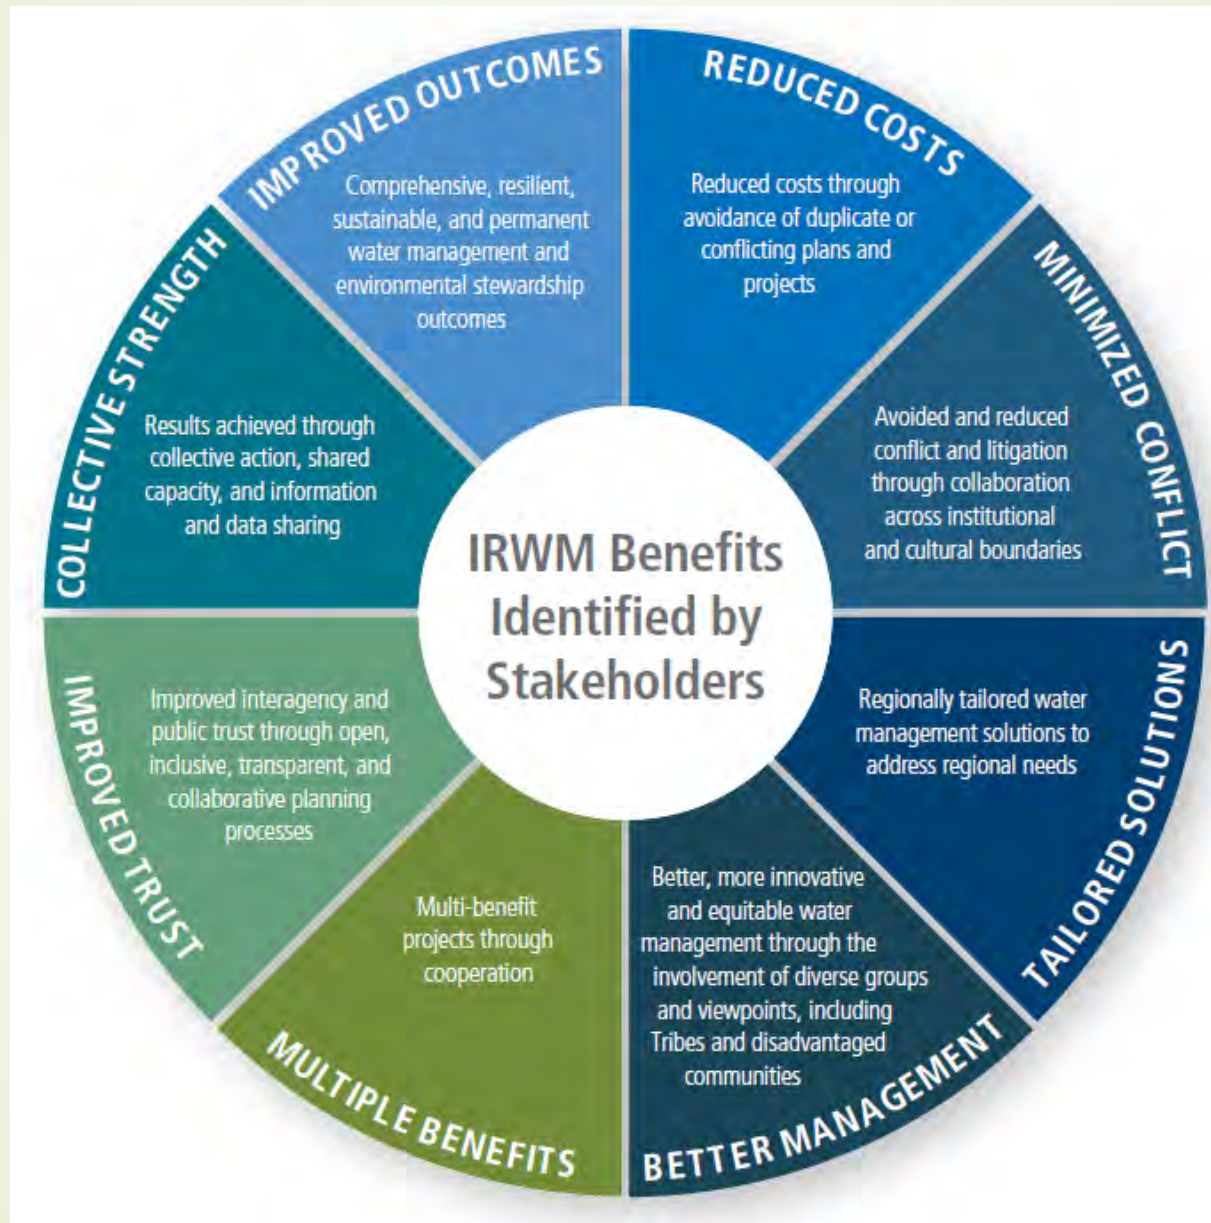 IRWM Benefits
Identified by
Stakeholders
REDUCED COSTS
Reduced costs through
avoidance of duplicate or
conflicting plans and
projects
MINIMIZED CONFLICT
Avoided and reduced
conflict and litigation
through collaboration
across institutional
and cultural boundaries
TAILORED SOLUTIONS
Regionally tailored water
management solutions to
address regional needs
BETTER MANAGEMENT
Better, more innovative
and equitable water
management through the
involvement of diverse groups
and viewpoints, including
Tribes and disadvantaged
communities
MULTIPLE BENEFITS
Multi-benefit
projects through
cooperation
IMPROVED TRUST
Improved interagency and
public trust through open,
inclusive, transparent, and
collaborative planning
processes
COLLECTIVE STRENGTH
Results achieved through
collective action, shared
capacity, and information
and data sharing
IMPROVED OUTCOMES
Comprehensive, resilient,
sustainable, and permanent
water management and
environmental stewardship
outcomes